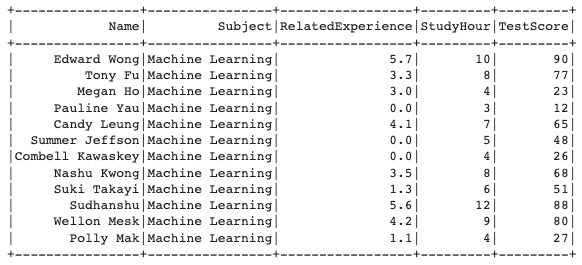 +----------------+----------------+-----------------+---------+---------+
|            Name|         Subject|RelatedExperience|StudyHour|TestScore|
+----------------+----------------+-----------------+---------+---------+
|     Edward Wong|Machine Learning|              5.7|       10|       90|
|         Tony Fu|Machine Learning|              3.3|        8|       77|
|        Megan Ho|Machine Learning|              3.0|        4|       23|
|     Pauline Yau|Machine Learning|              0.0|        3|       12|
|     Candy Leung|Machine Learning|              4.1|        7|       65|
|  Summer Jeffson|Machine Learning|              0.0|        5|       48|
|Combell Kawaskey|Machine Learning|              0.0|        4|       26|
|     Nashu Kwong|Machine Learning|              3.5|        8|       68|
|     Suki Takayi|Machine Learning|              1.3|        6|       51|
|       Sudhanshu|Machine Learning|              5.6|       12|       88|
|     Wellon Mesk|Machine Learning|              4.2|        9|       80|
|       Polly Mak|Machine Learning|              1.1|        4|       27|
+----------------+----------------+-----------------+---------+---------+